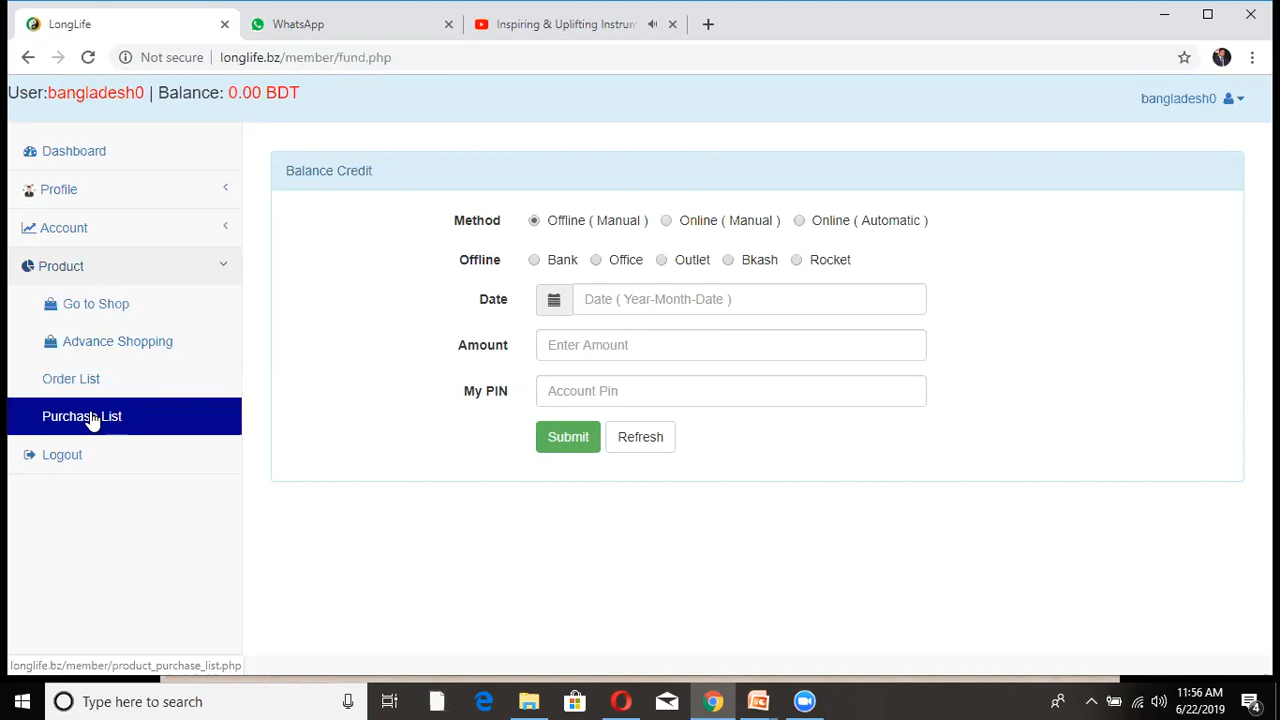 LongLife
WhatsApp
Inspiring & Uplifting Instrum
Not secure
longlife.bz/member/fund.php
User:bangladesh0 | Balance: 0.00 BDT
bangladesh0
Dashboard
Profile
Account
Product
Go to Shop
Advance Shopping
Order List
Purchase List
Logout
Balance Credit
Method Offline ( Manual ) Online ( Manual ) Online ( Automatic )
Offline Bank Office Outlet Bkash Rocket
Date Date ( Year-Month-Date )
Amount Enter Amount
My PIN Account Pin
Submit Refresh
longlife.bz/member/product_purchase_list.php
Type here to search
11:56 AM
6/22/2019
4